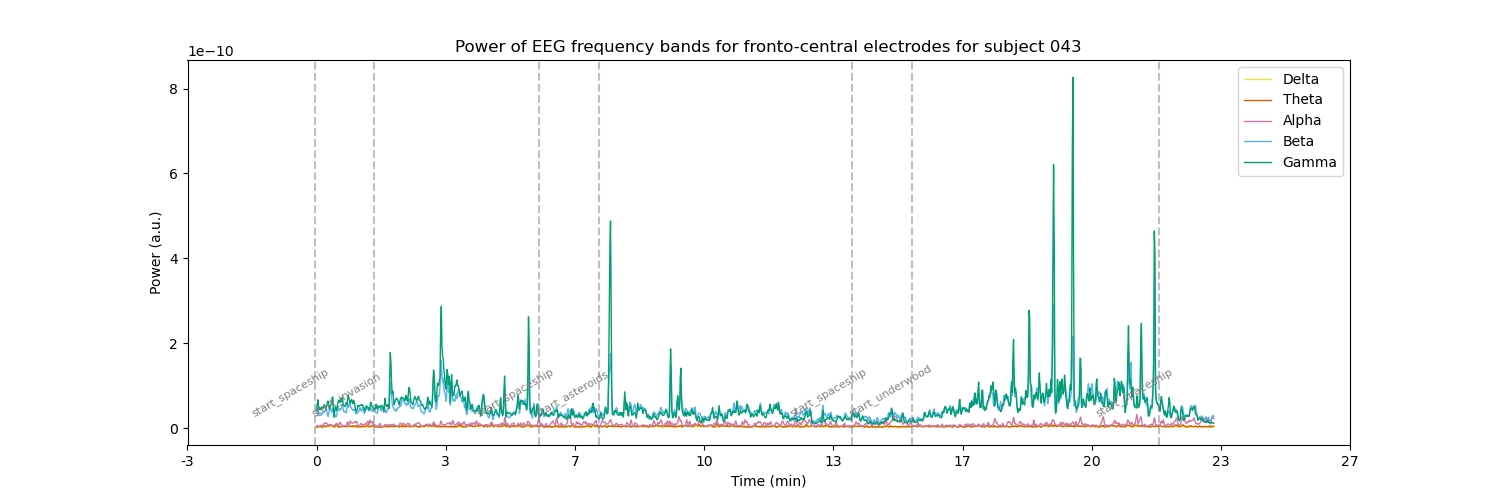 Power of EEG frequency bands for fronto-central electrodes for subject 043
1e−10
8
6
4
2
0
Power (a.u.)
Delta
Theta
Alpha
Beta
Gamma
start_spaceship
start_invasion
start_spaceship
start_asteroids
start_spaceship
start_underwood
start_spaceship
-3
0
3
7
10
13
17
20
23
27
Time (min)